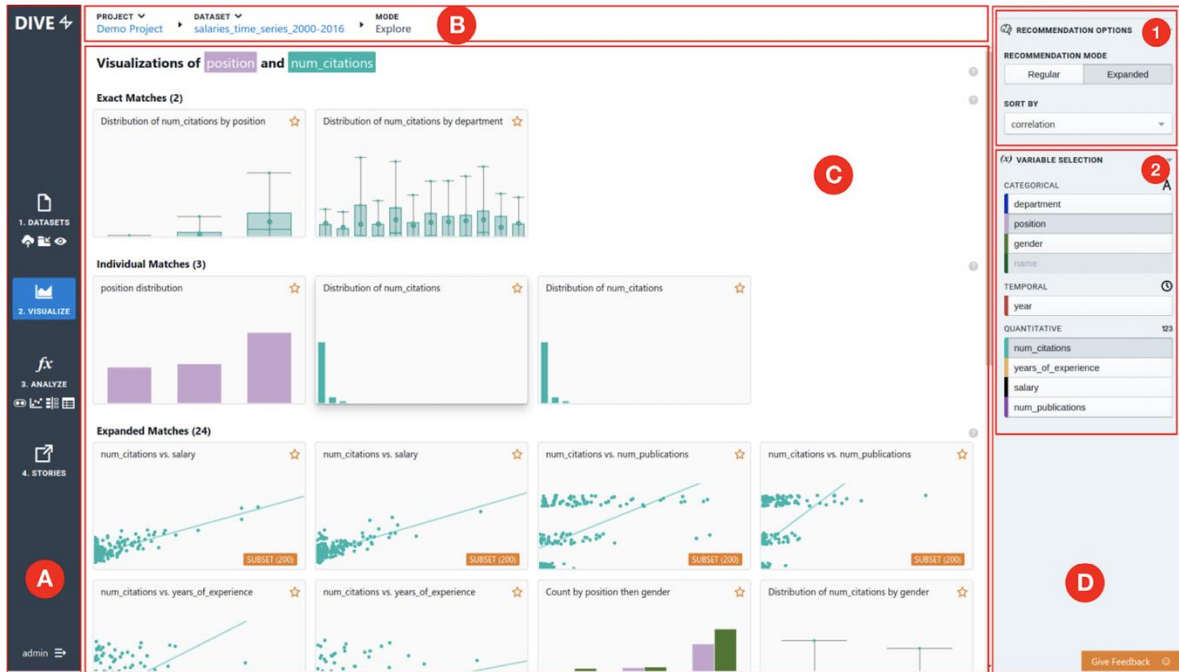 DIVE
1. DATASETS
2. VISUALIZE
fx
3. ANALYZE
4. STORIES
A
admin
PROJECT
Demo Project
DATASET
salaries_time_series_2000-2016
MODE
Explore
B
Visualizations of position and num_citations
Exact Matches (2)
Distribution of num_citations by position
Distribution of num_citations by department
C
Individual Matches (3)
position distribution
Distribution of num_citations
Distribution of num_citations
Expanded Matches (24)
num_citations vs. salary
SUBSET (200)
num_citations vs. salary
SUBSET (200)
num_citations vs. num_publications
SUBSET (200)
num_citations vs. num_publications
SUBSET (200)
num_citations vs. years_of_experience
num_citations vs. years_of_experience
Count by position then gender
Distribution of num_citations by gender
RECOMMENDATION OPTIONS
1
RECOMMENDATION MODE
Regular
Expanded
SORT BY
correlation
(x) VARIABLE SELECTION
2
CATEGORICAL
A
department
position
gender
name
TEMPORAL
year
QUANTITATIVE
123
num_citations
years_of_experience
salary
num_publications
D
Give Feedback